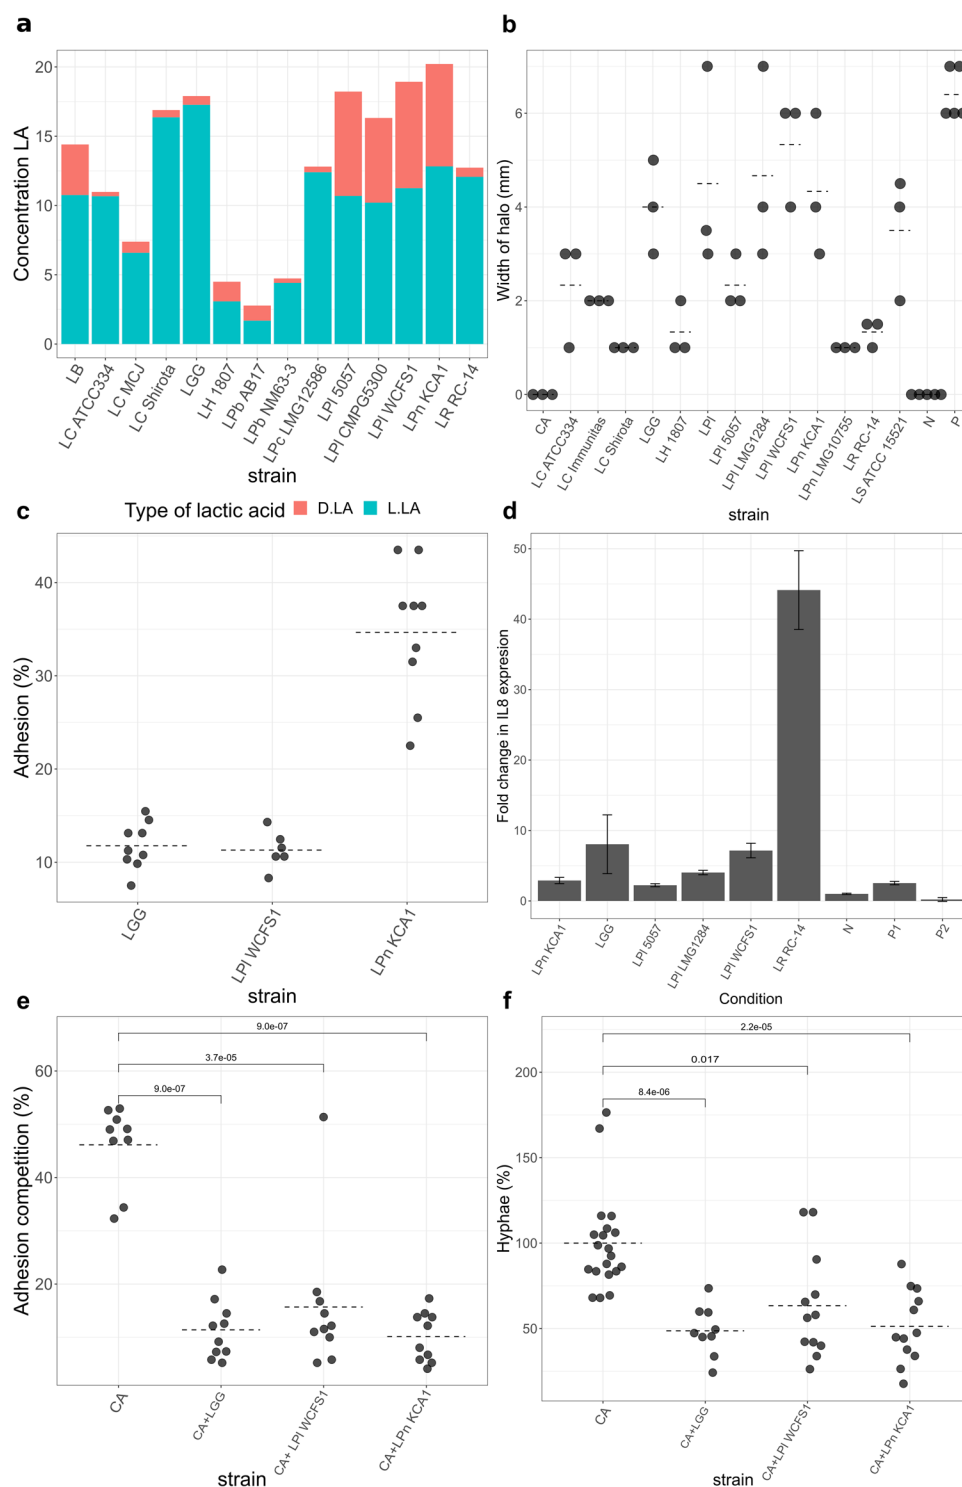 a
Concentration LA
20
15
10
5
0
LB
LC ATCC334
LC MCJ
LC Shirota
LGG
LH 1807
LPb AB17
LPb NM63-3
LPc LMG12586
LPl 5057
LPl CMPG5300
LPl WCFS1
LPn KCA1
LR RC-14
strain
Type of lactic acid D.LA L.LA
b
Width of halo (mm)
6
4
2
0
CA
LC ATCC334
LC Immunitas
LC Shirota
LGG
LH 1807
LPl
LPl 5057
LPl LMG1284
LPl WCFS1
LPn KCA1
LPn LMG10755
LR RC-14
LS ATCC 15521
N
P
strain
c
Adhesion (%)
40
30
20
10
LGG
LPl WCFS1
LPn KCA1
strain
d
Fold change in IL8 expresion
50
40
30
20
10
0
LPn KCA1
LGG
LPl 5057
LPl LMG1284
LPl WCFS1
LR RC-14
N
P1
P2
Condition
e
Adhesion competition (%)
60
40
20
9.0e-07
3.7e-05
9.0e-07
CA
CA+LGG
CA+ LPl WCFS1
CA+LPn KCA1
strain
f
Hyphae (%)
200
150
100
50
2.2e-05
0.017
8.4e-06
CA
CA+LGG
CA+LPl WCFS1
CA+LPn KCA1
strain